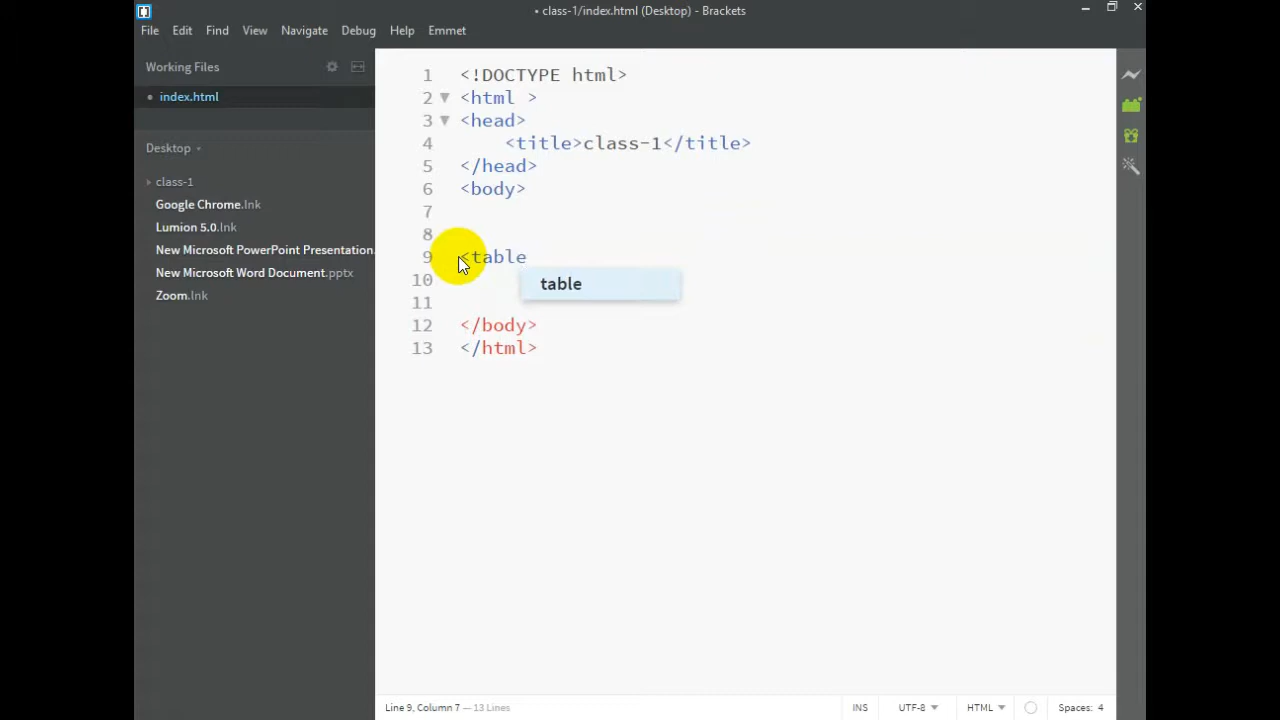 • class-1/index.html (Desktop) - Brackets
File Edit Find View Navigate Debug Help Emmet
Working Files
• index.html
Desktop
class-1
Google Chrome.lnk
Lumion 5.0.lnk
New Microsoft PowerPoint Presentation.
New Microsoft Word Document.pptx
Zoom.lnk
1 <!DOCTYPE html>
2 <html >
3 <head>
4 <title>class-1</title>
5 </head>
6 <body>
7
8
9 <table
table
10
11
12 </body>
13 </html>
Line 9, Column 7 — 13 Lines
INS UTF-8 HTML Spaces: 4